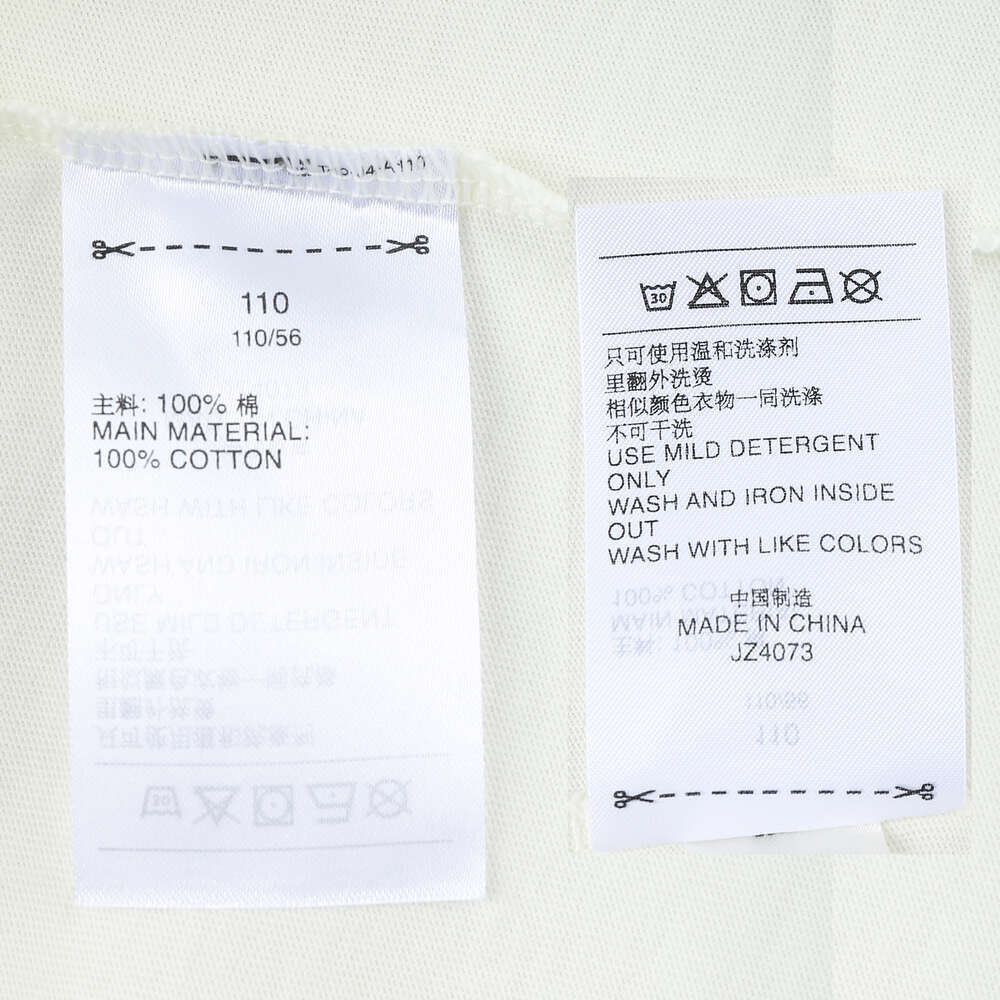 110
110/56
主料: 100% 棉
MAIN MATERIAL:
100% COTTON
30
只可使用温和洗涤剂
里翻外洗烫
相似颜色衣物一同洗涤
不可干洗
USE MILD DETERGENT
ONLY
WASH AND IRON INSIDE
OUT
WASH WITH LIKE COLORS
中国制造
MADE IN CHINA
JZ4073